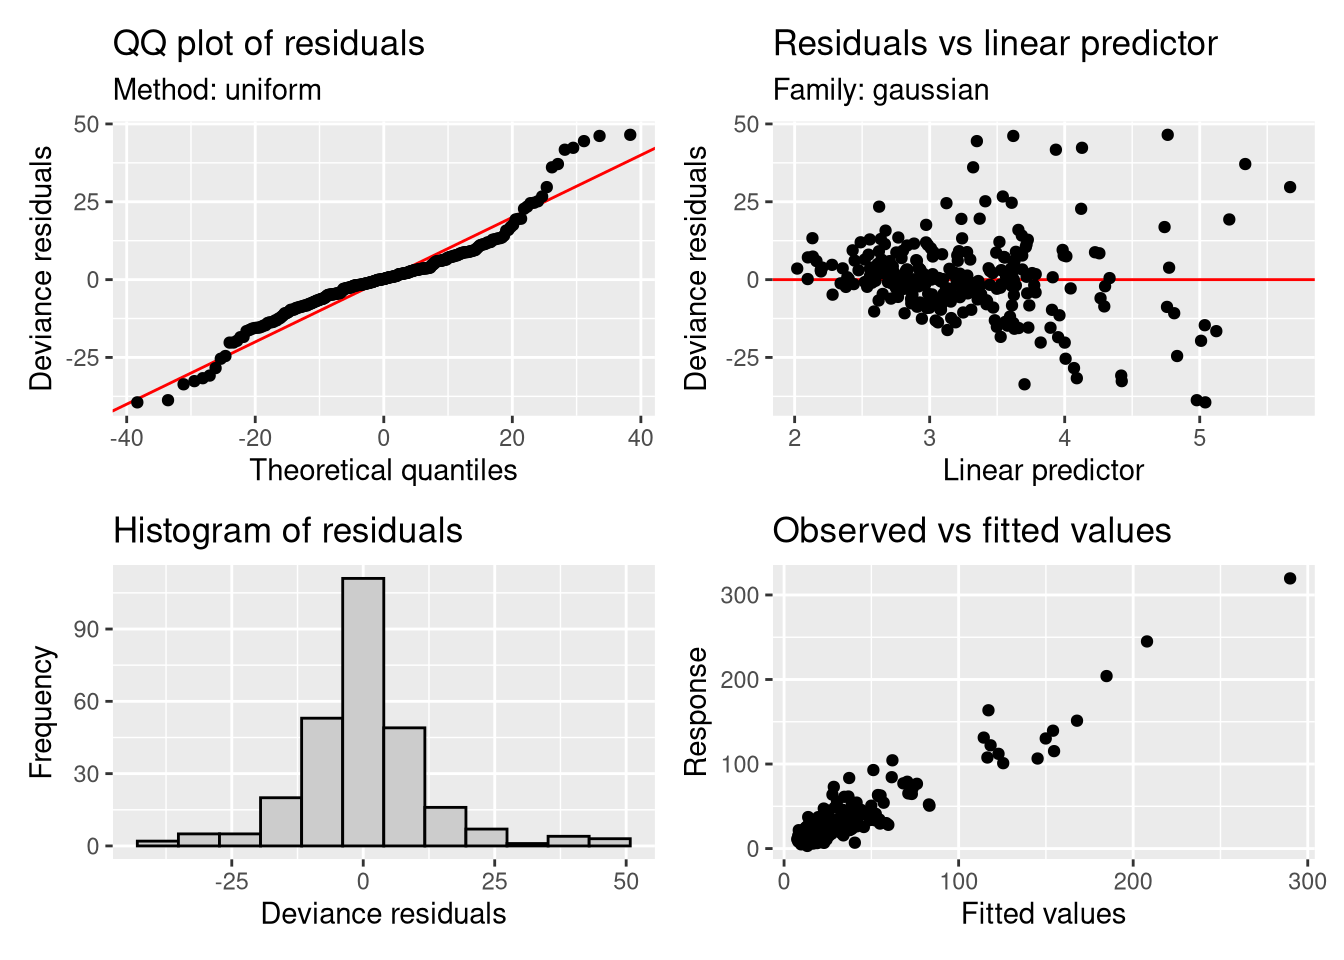 QQ plot of residuals
Method: uniform
Deviance residuals
50
25
0
-25
-40
-20
0
20
40
Theoretical quantiles
Residuals vs linear predictor
Family: gaussian
Deviance residuals
50
25
0
-25
2
3
4
5
Linear predictor
Histogram of residuals
Frequency
90
60
30
0
-25
0
25
50
Deviance residuals
Observed vs fitted values
Response
300
200
100
0
0
100
200
300
Fitted values